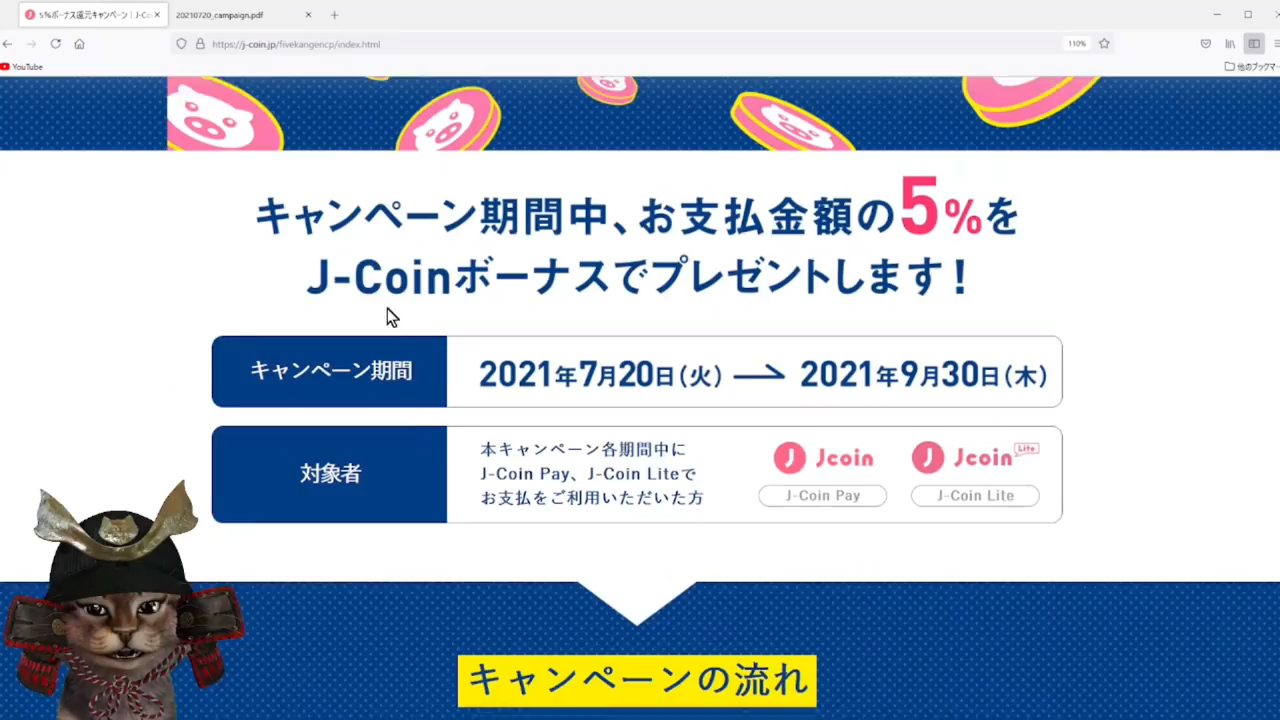 5%ボーナス還元キャンペーン | J-Co
20210720_campaign.pdf
https://j-coin.jp/fivekangencp/index.html
110%
YouTube
他のブックマー
キャンペーン期間中、お支払金額の5%を
J-Coinボーナスでプレゼントします！
キャンペーン期間
2021年7月20日（火） → 2021年9月30日（木）
対象者
本キャンペーン各期間中に
J-Coin Pay、J-Coin Liteで
お支払をご利用いただいた方
J Jcoin
J-Coin Pay
J Jcoin Lite
J-Coin Lite
キャンペーンの流れ